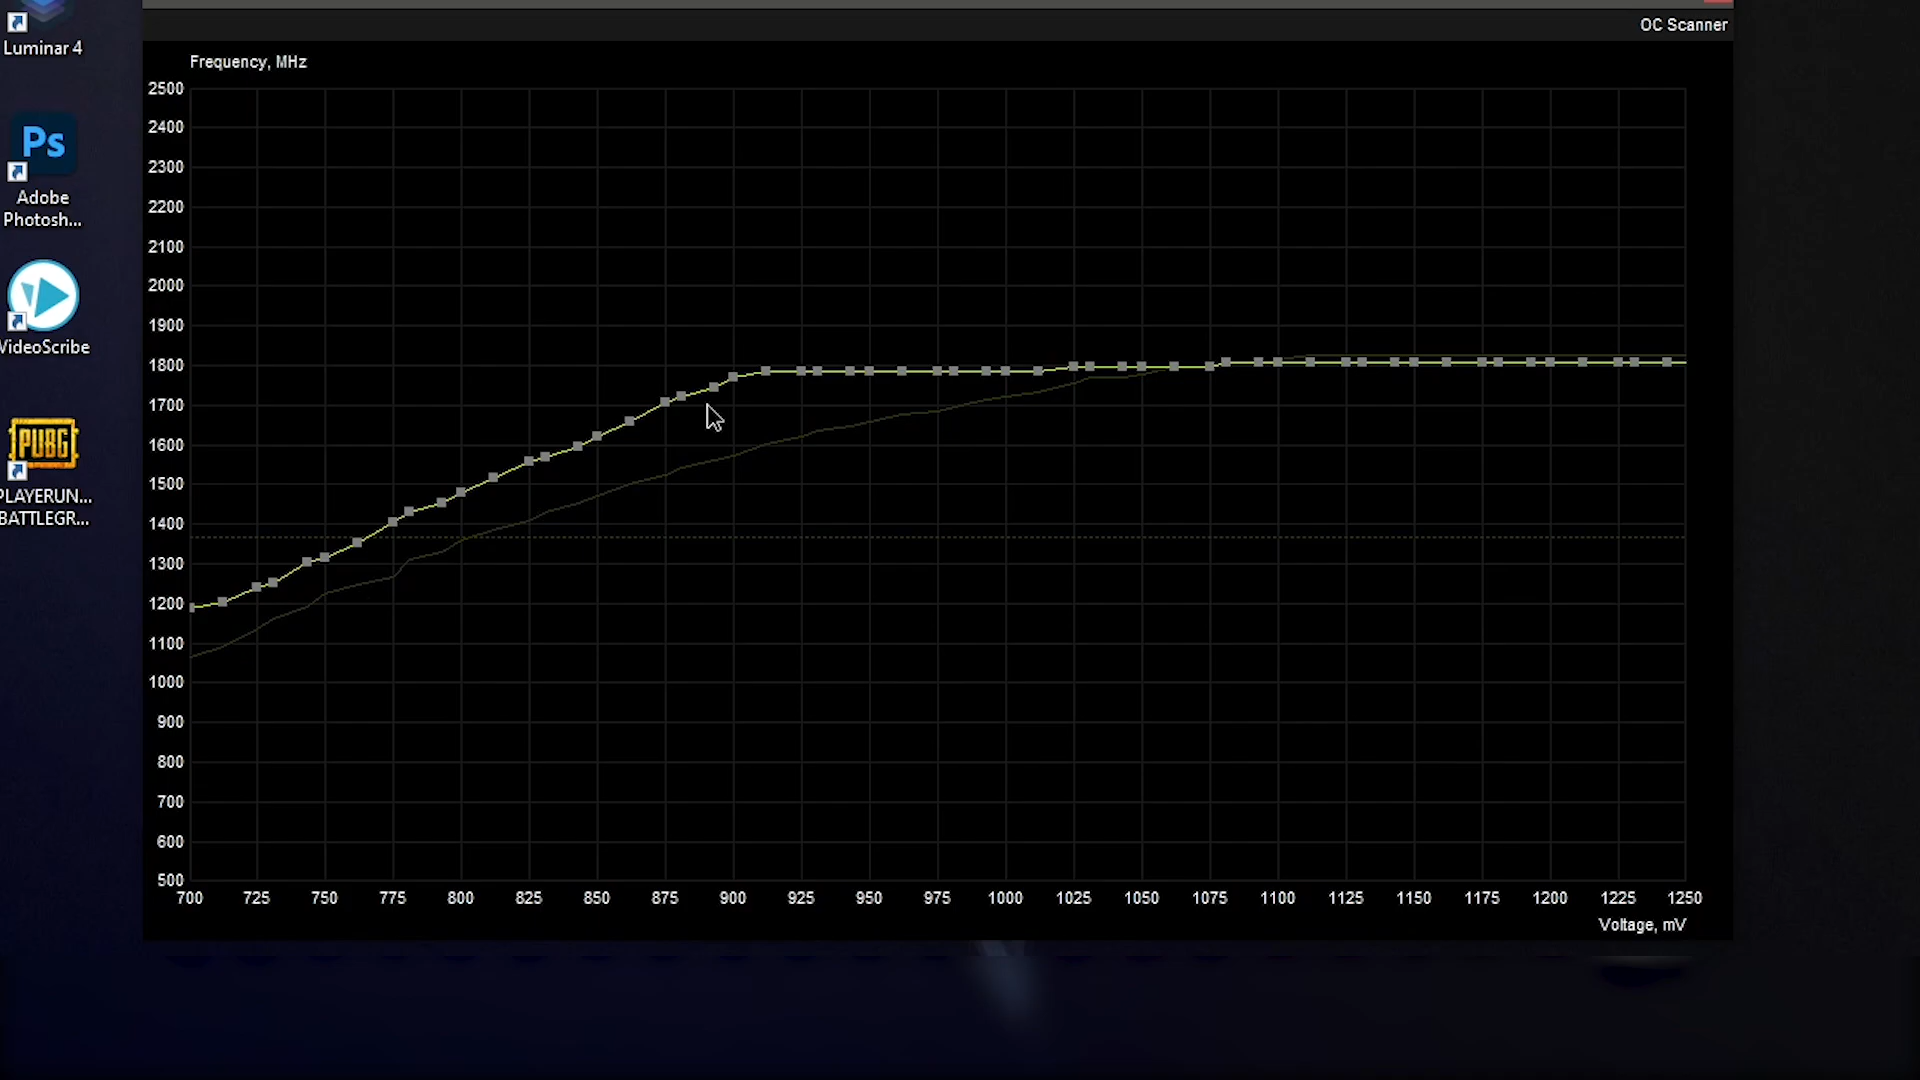 Luminar 4
Ps
Adobe
Photosh...
VideoScribe
PUBG
PLAYERUN...
BATTLEGR...
OC Scanner
Frequency, MHz
2500
2400
2300
2200
2100
2000
1900
1800
1700
1600
1500
1400
1300
1200
1100
1000
900
800
700
600
500
700 725 750 775 800 825 850 875 900 925 950 975 1000 1025 1050 1075 1100 1125 1150 1175 1200 1225 1250
Voltage, mV